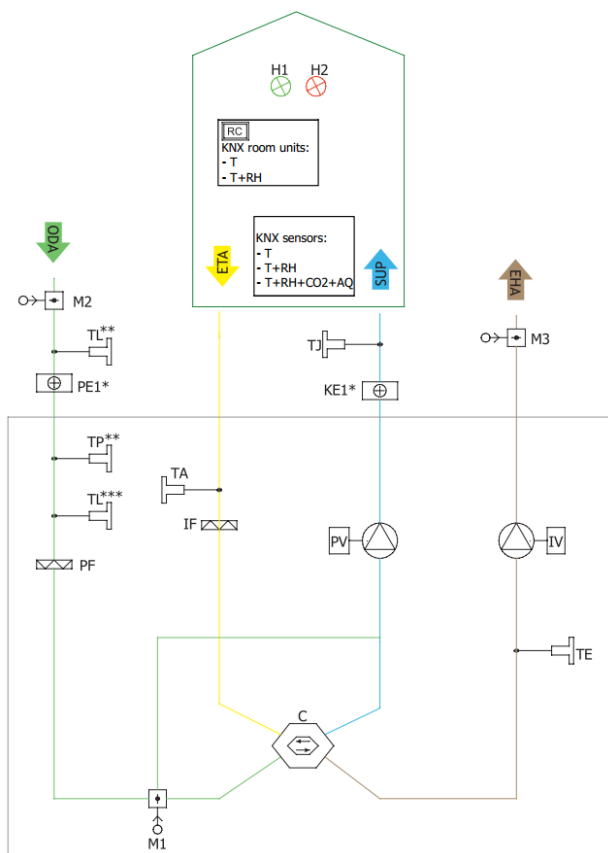 H1 H2
RC
KNX room units:
- T
- T+RH
KNX sensors:
- T
- T+RH
- T+RH+CO2+AQ
ODA
ETA
SUP
EHA
M2
M3
TL**
TJ
PE1*
KE1*
TP**
TA
TL***
IF
PV
IV
PF
TE
C
M1